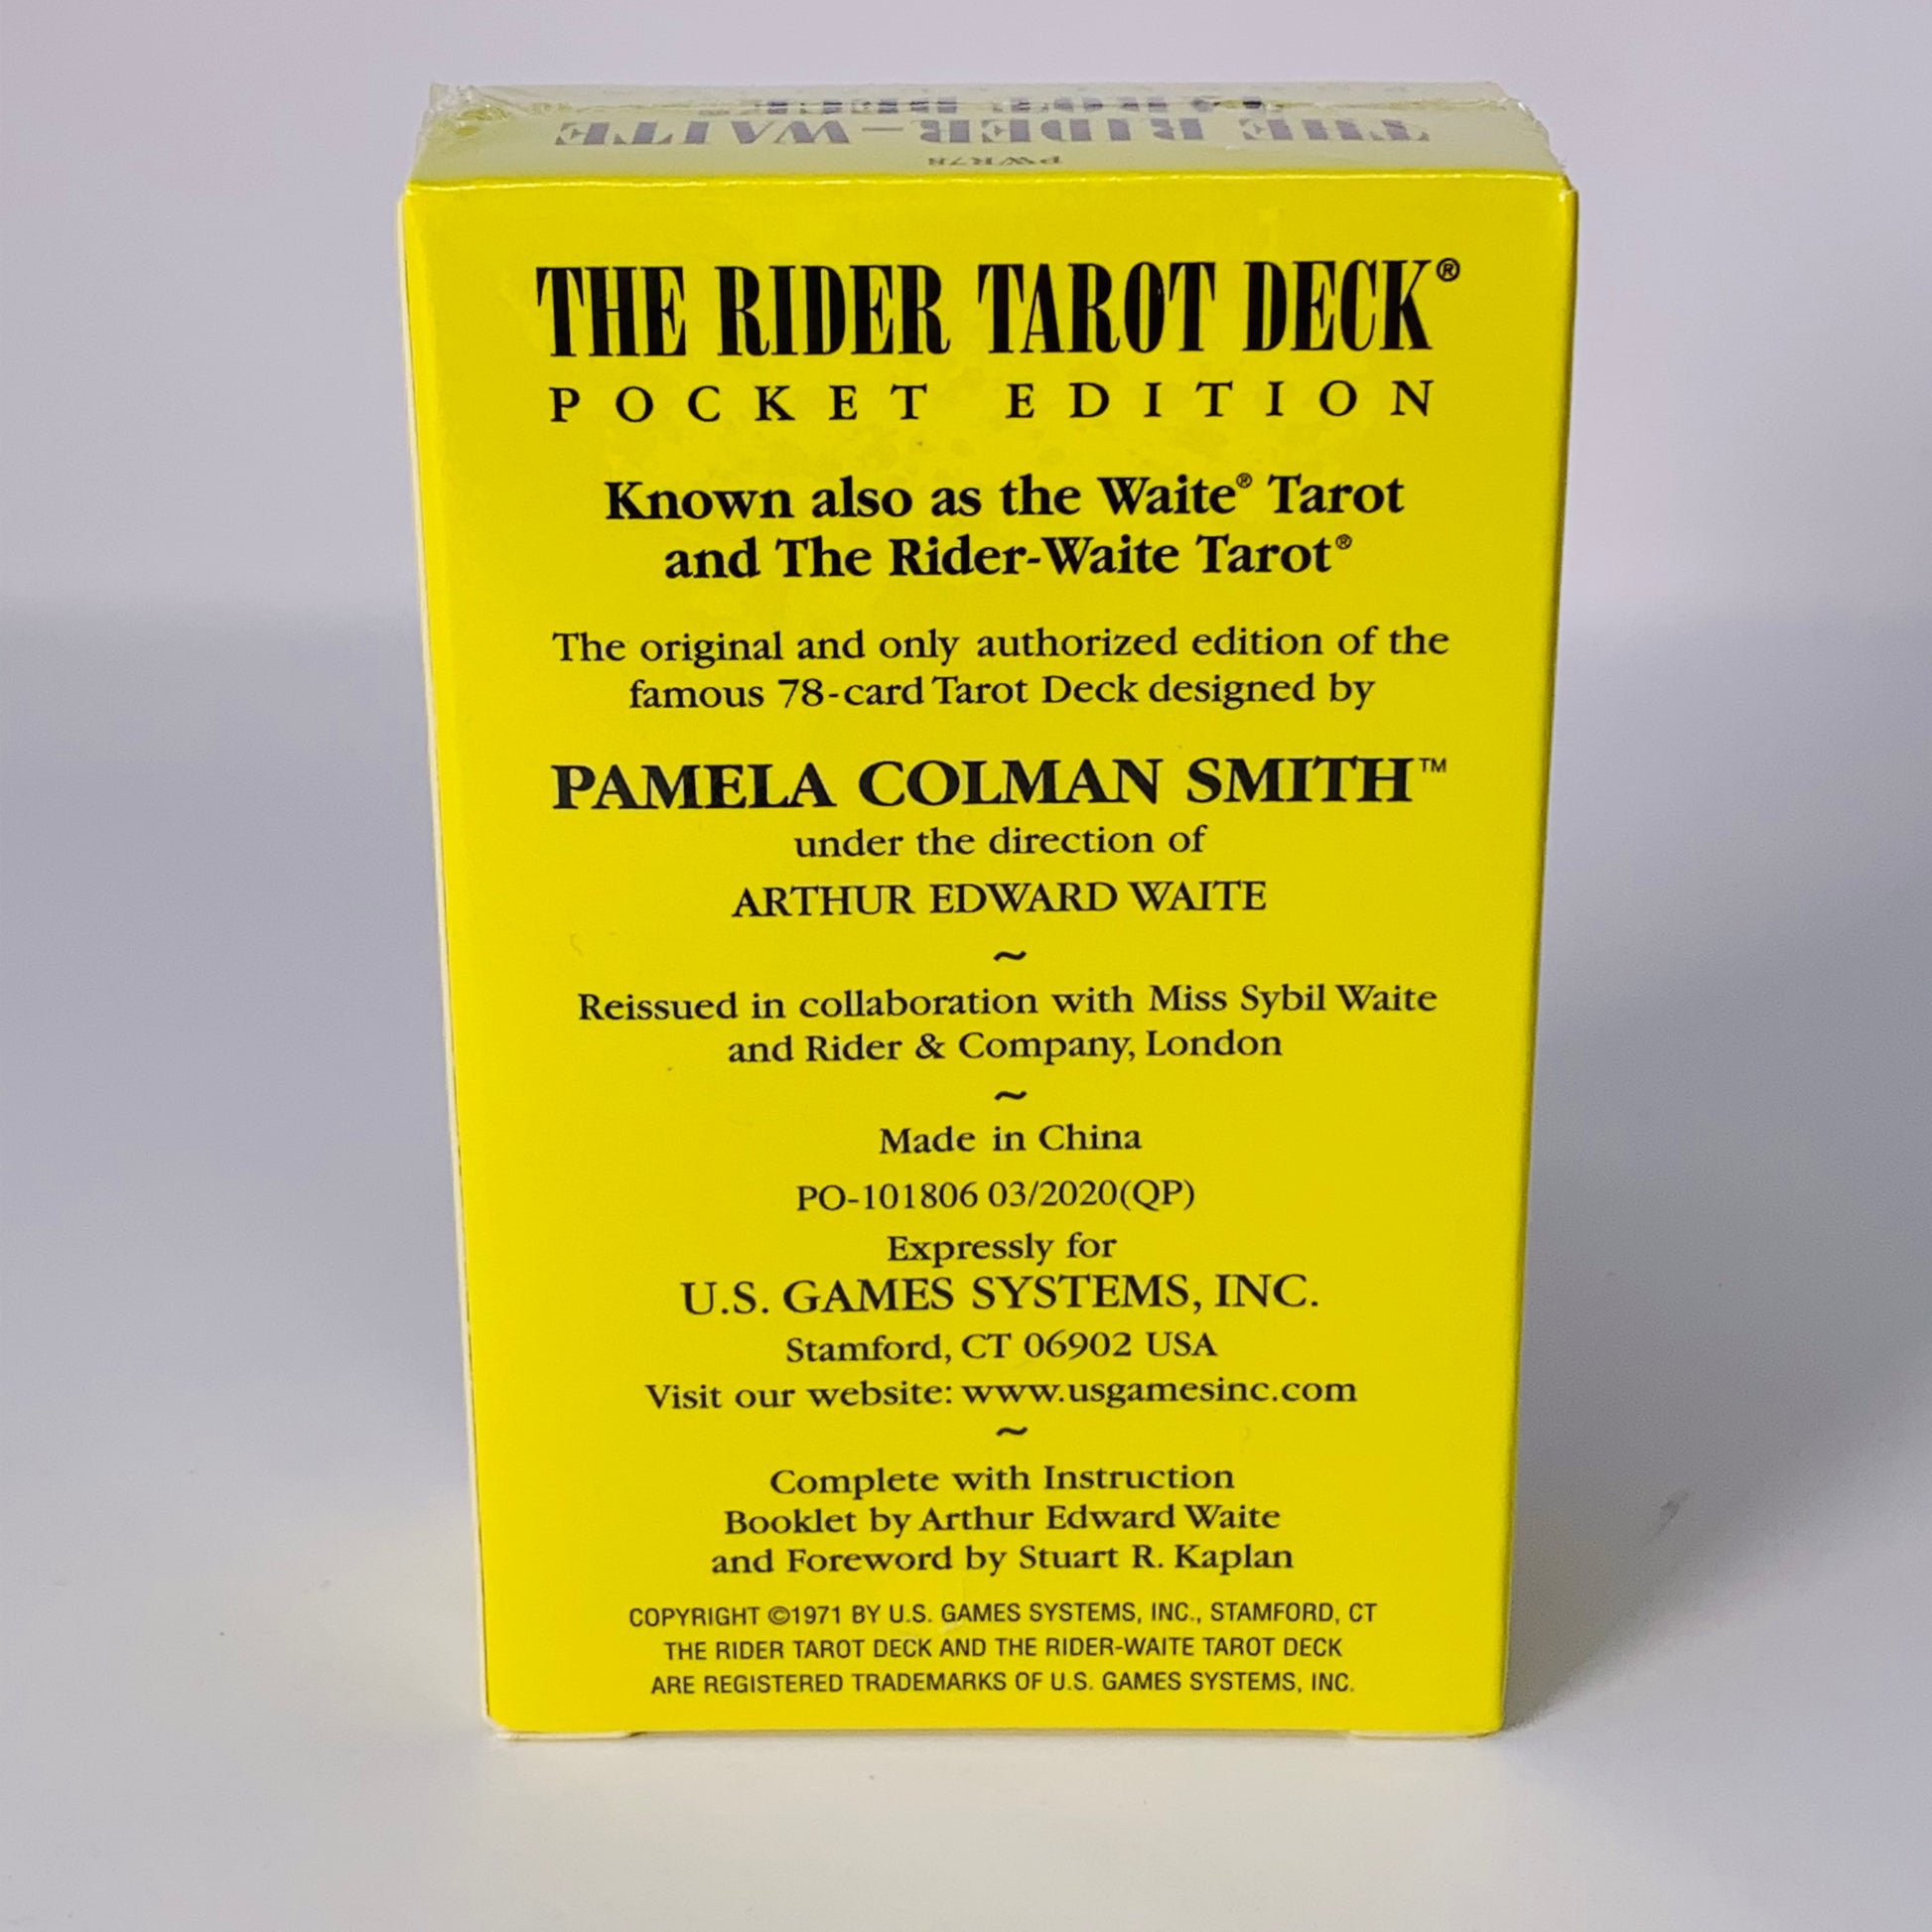 THE RIDER-WAITE
PWR78
THE RIDER TAROT DECK®
POCKET EDITION
Known also as the Waite® Tarot
and The Rider-Waite Tarot®
The original and only authorized edition of the
famous 78-card Tarot Deck designed by
PAMELA COLMAN SMITH™
under the direction of
ARTHUR EDWARD WAITE
~
Reissued in collaboration with Miss Sybil Waite
and Rider & Company, London
~
Made in China
PO-101806 03/2020(QP)
Expressly for
U.S. GAMES SYSTEMS, INC.
Stamford, CT 06902 USA
Visit our website: www.usgamesinc.com
~
Complete with Instruction
Booklet by Arthur Edward Waite
and Foreword by Stuart R. Kaplan
COPYRIGHT ©1971 BY U.S. GAMES SYSTEMS, INC., STAMFORD, CT
THE RIDER TAROT DECK AND THE RIDER-WAITE TAROT DECK
ARE REGISTERED TRADEMARKS OF U.S. GAMES SYSTEMS, INC.